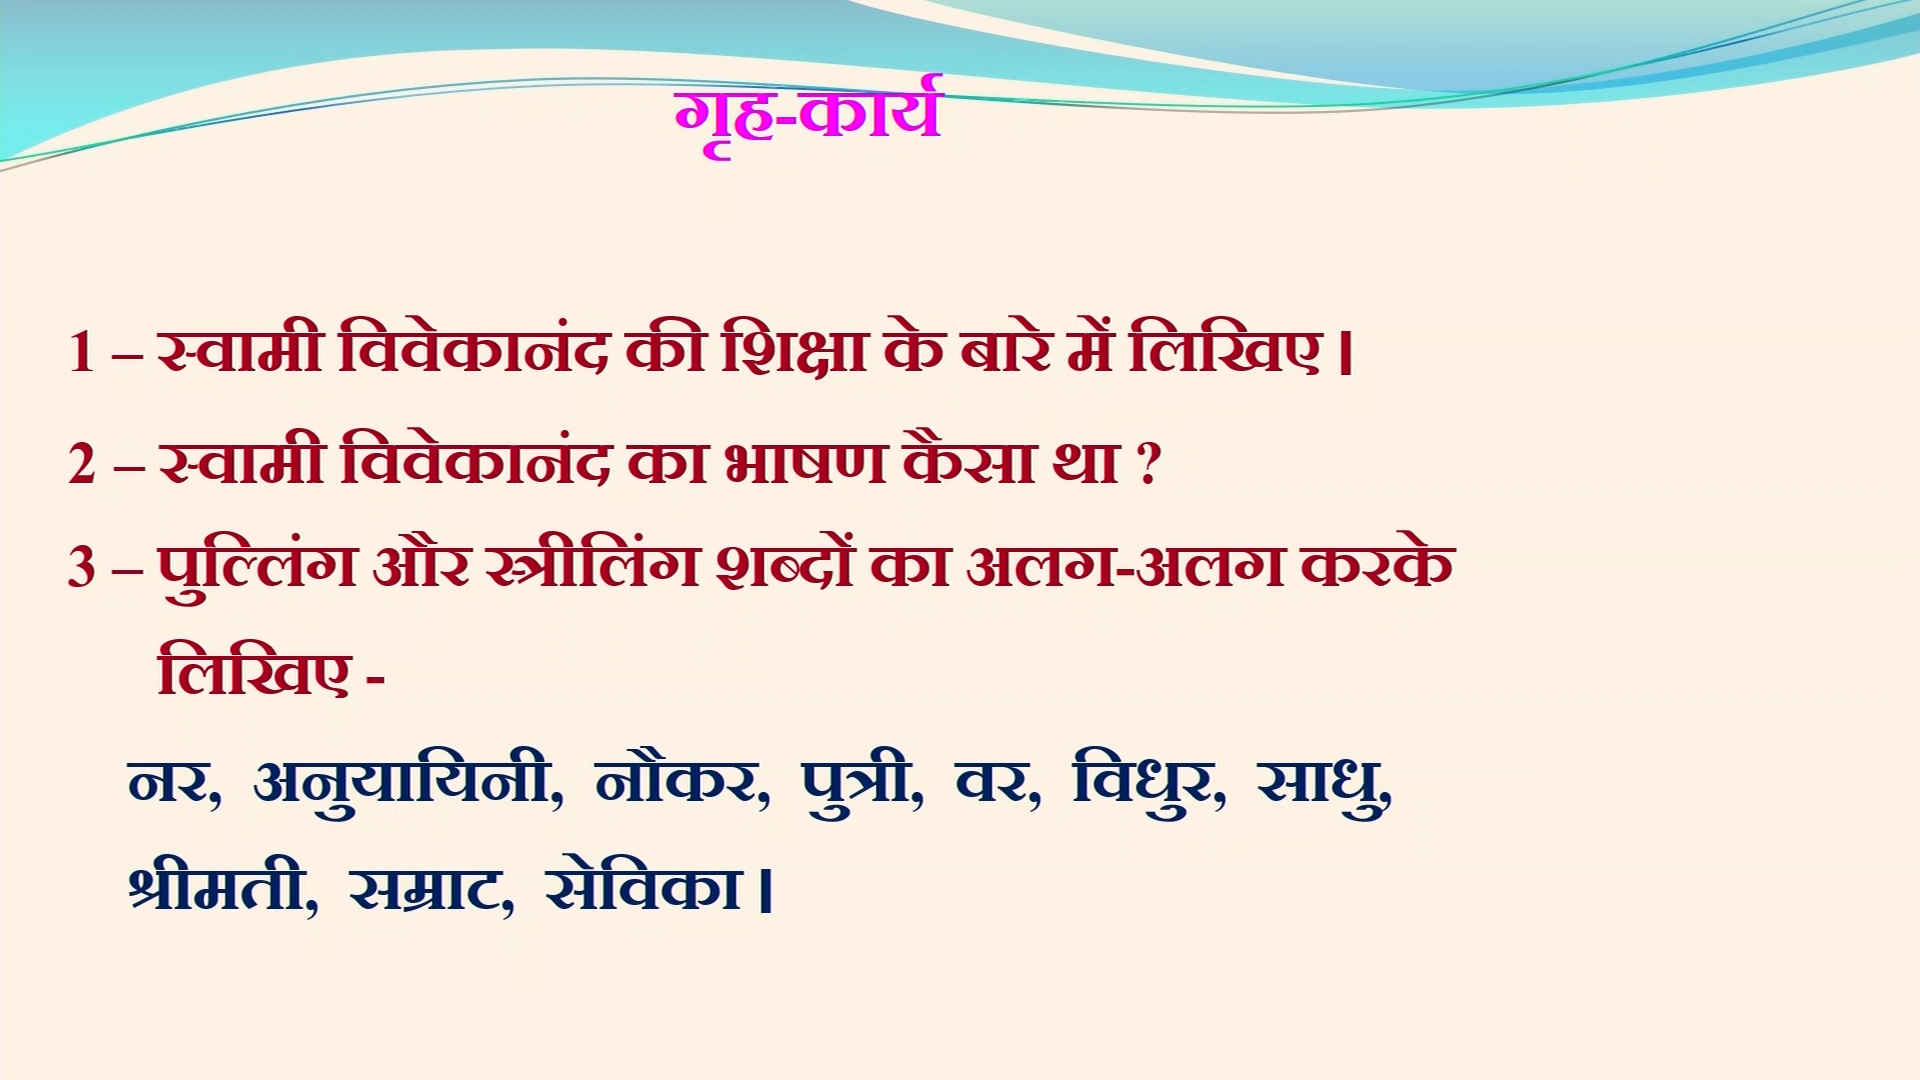 गृह-कार्य
1 – स्वामी विवेकानंद की शिक्षा के बारे में लिखिए ।
2 – स्वामी विवेकानंद का भाषण कैसा था ?
3 – पुल्लिंग और स्त्रीलिंग शब्दों का अलग-अलग करके
लिखिए -
नर, अनुयायिनी, नौकर, पुत्री, वर, विधुर, साधु,
श्रीमती, सम्राट, सेविका ।